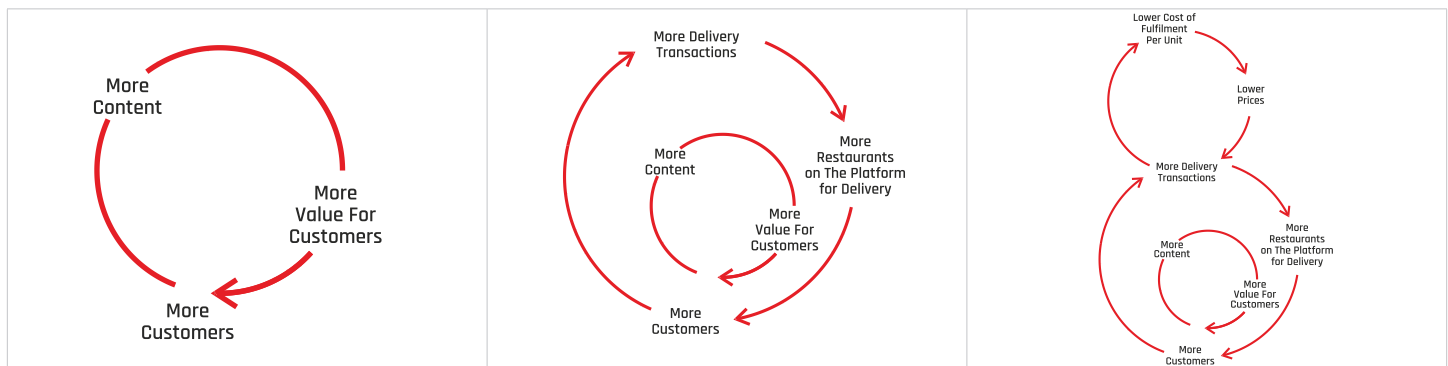 More
Content
More
Value For
Customers
More
Customers
More Delivery
Transactions
More
Restaurants
on The Platform
for Delivery
More
Content
More
Value For
Customers
More
Customers
Lower Cost of
Fulfilment
Per Unit
Lower
Prices
More Delivery
Transactions
More
Restaurants
on The Platform
for Delivery
More
Content
More
Value For
Customers
More
Customers